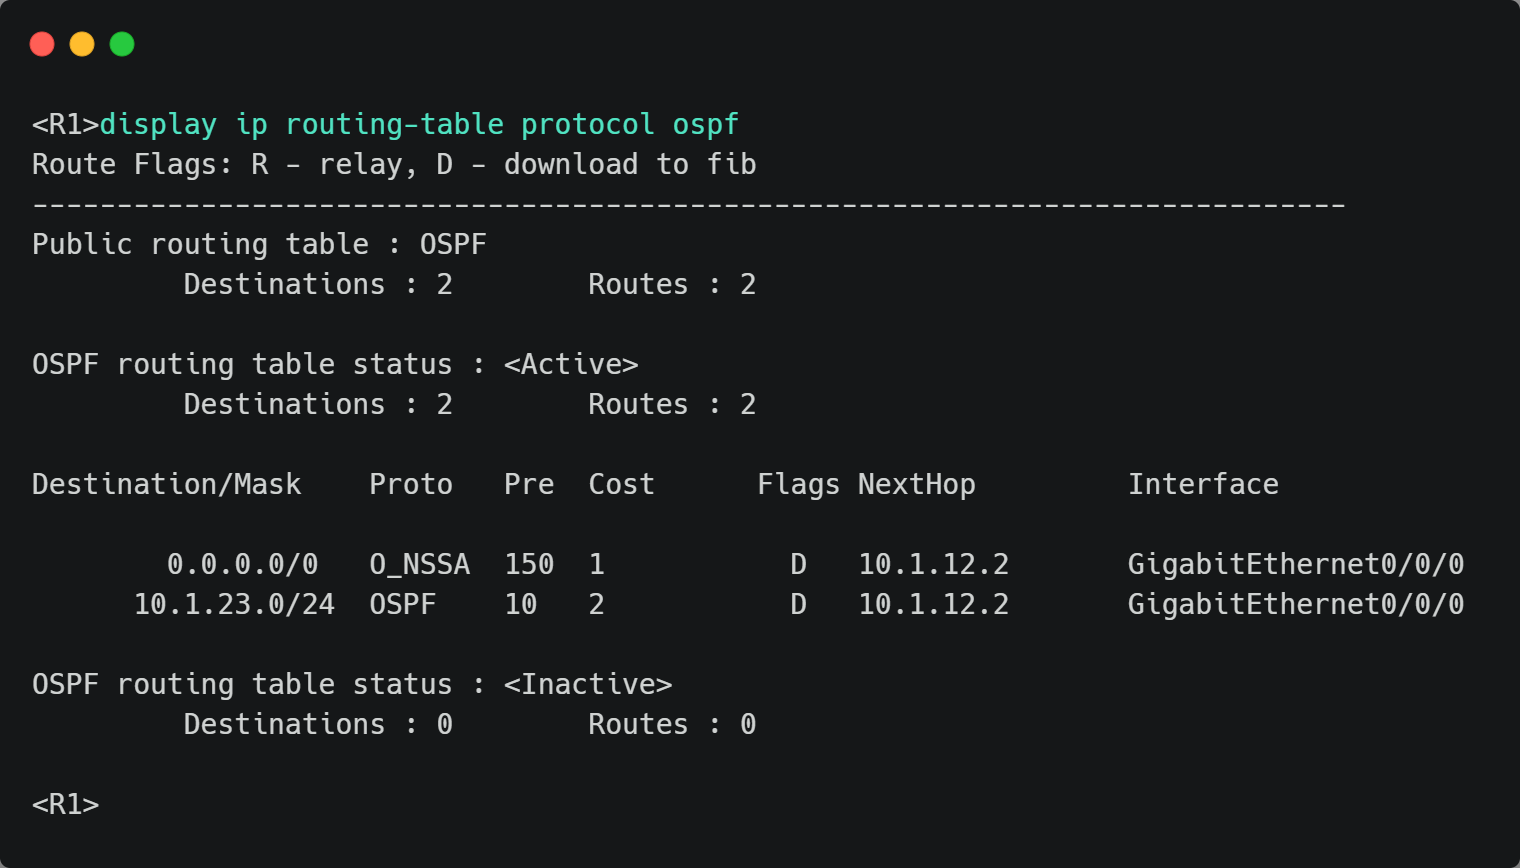 <R1>display ip routing-table protocol ospf
Route Flags: R - relay, D - download to fib
------------------------------------------------------------------------------
Public routing table : OSPF
         Destinations : 2        Routes : 2

OSPF routing table status : <Active>
         Destinations : 2        Routes : 2

Destination/Mask    Proto   Pre  Cost      Flags NextHop         Interface

        0.0.0.0/0   O_NSSA  150  1           D   10.1.12.2       GigabitEthernet0/0/0
      10.1.23.0/24  OSPF    10   2           D   10.1.12.2       GigabitEthernet0/0/0

OSPF routing table status : <Inactive>
         Destinations : 0        Routes : 0

<R1>